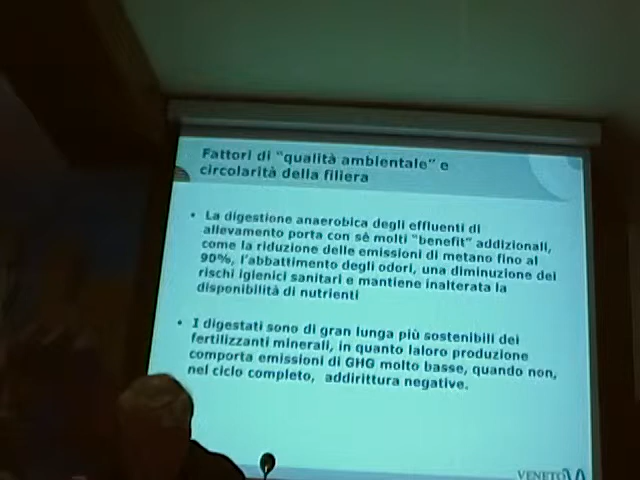 Fattori di "qualità ambientale" e
circolarità della filiera
• La digestione anaerobica degli effluenti di
allevamento porta con sè molti "benefit" addizionali,
come la riduzione delle emissioni di metano fino al
90%, l'abbattimento degli odori, una diminuzione dei
rischi igienici sanitari e mantiene inalterata la
disponibilità di nutrienti
• I digestati sono di gran lunga più sostenibili dei
fertilizzanti minerali, in quanto laloro produzione
comporta emissioni di GHG molto basse, quando non,
nel ciclo completo, addirittura negative.
VENETO